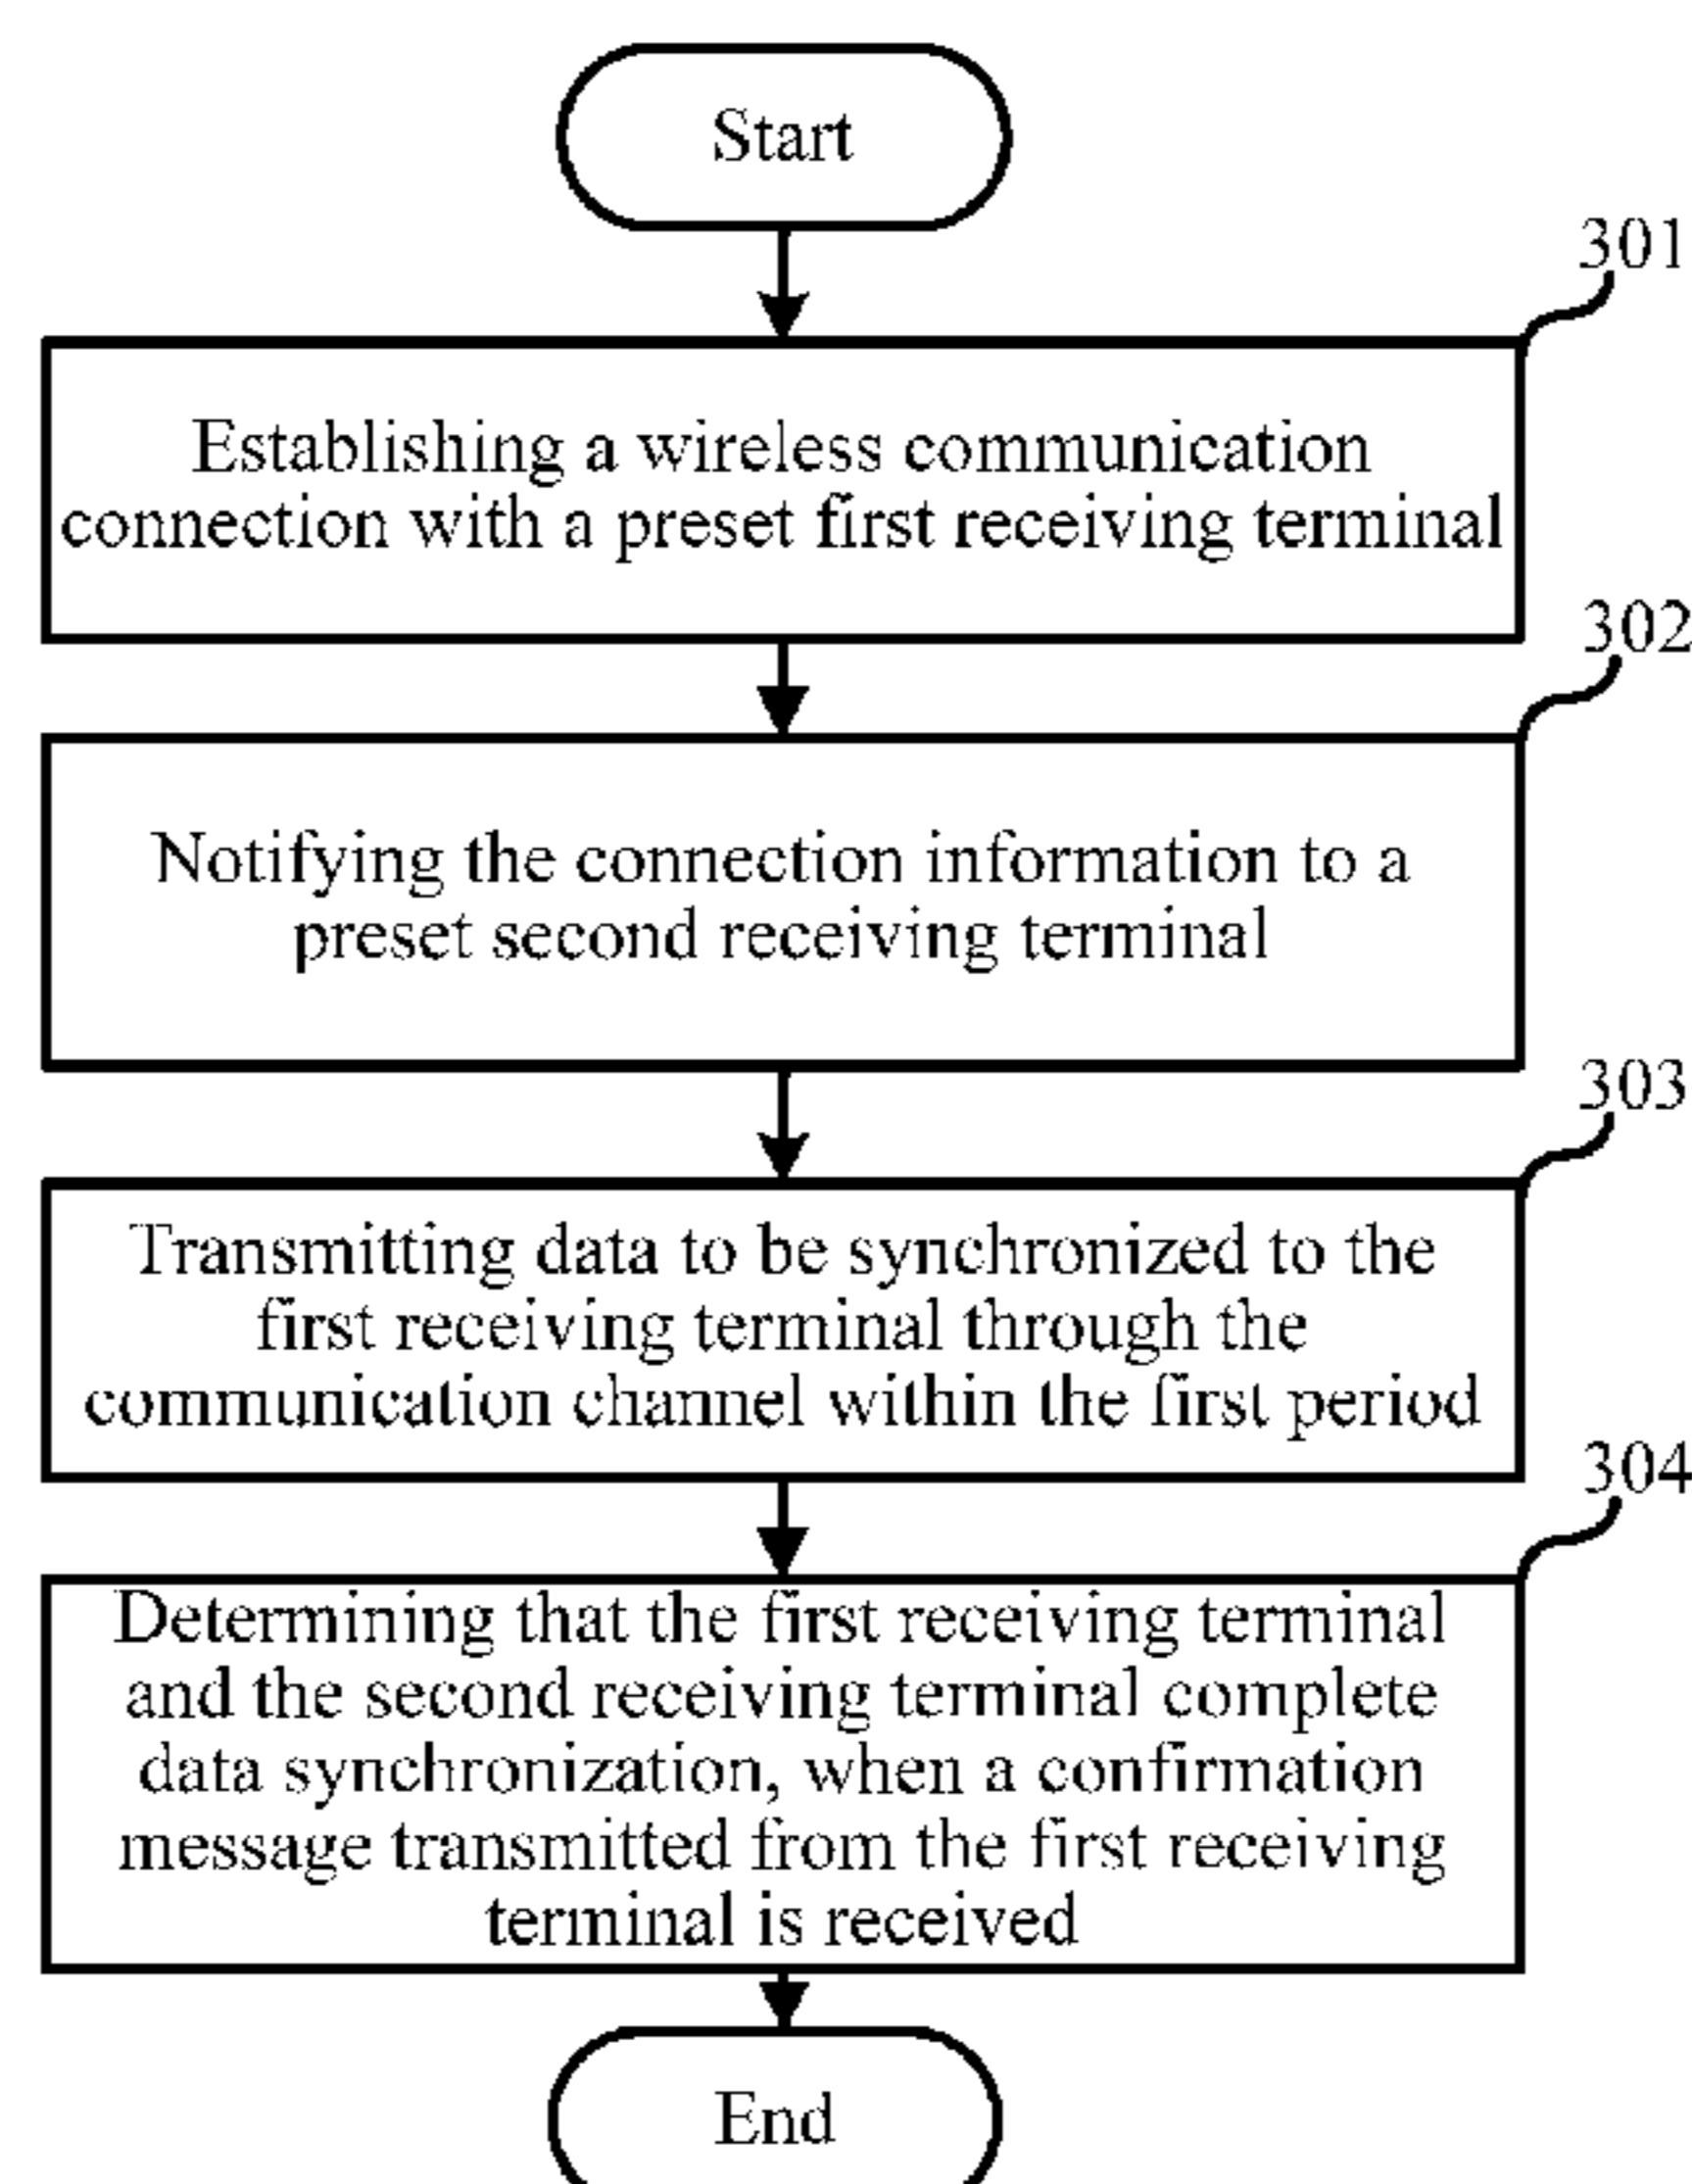 Start
301
Establishing a wireless communication
connection with a preset first receiving terminal
302
Notifying the connection information to a
preset second receiving terminal
303
Transmitting data to be synchronized to the
first receiving terminal through the
communication channel within the first period
304
Determining that the first receiving terminal
and the second receiving terminal complete
data synchronization, when a confirmation
message transmitted from the first receiving
terminal is received
End